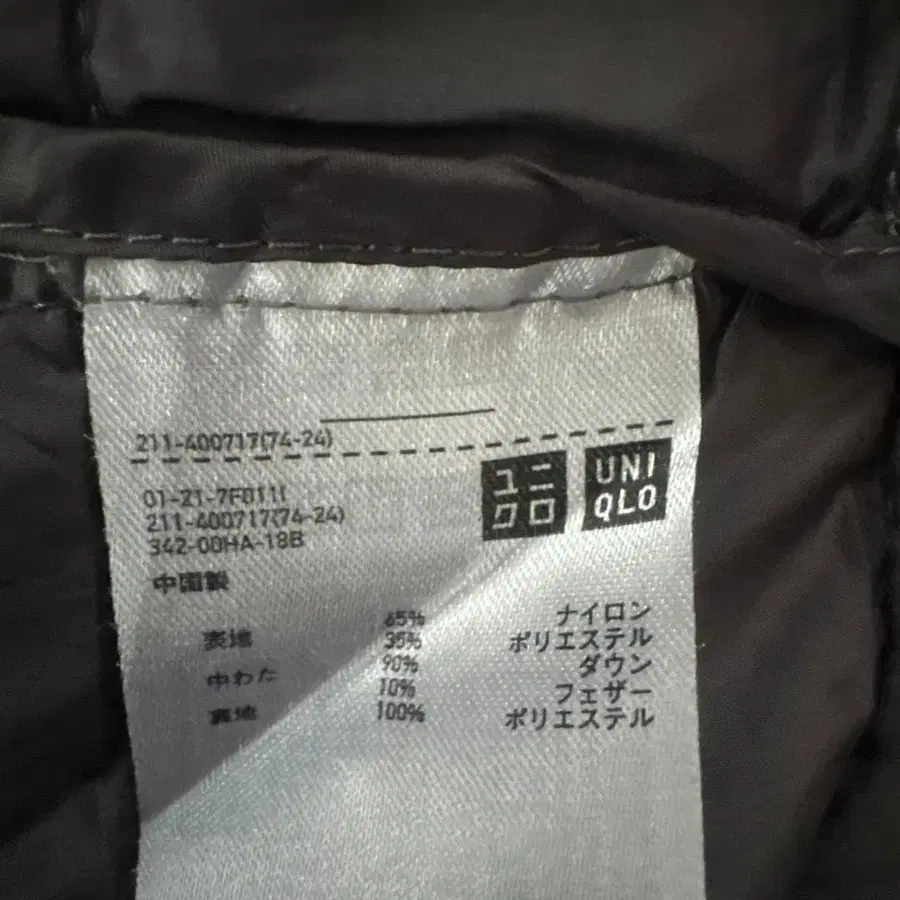 211-400717(74-24)
ユニ
クロ
UNI
QLO
01-21-7F011(
211-400717(74-24)
342-00HA-18B
中国製
表地 65% ナイロン
35% ポリエステル
中わた 90% ダウン
10% フェザー
裏地 100% ポリエステル